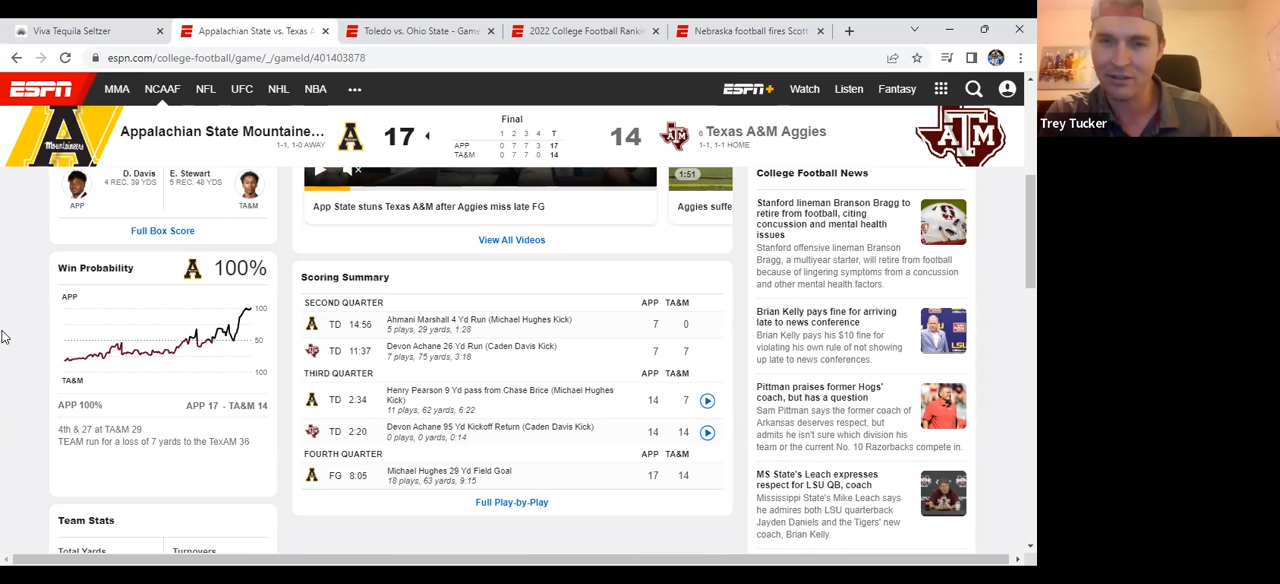 Viva Tequila Seltzer
Appalachian State vs. Texas A
Toledo vs. Ohio State - Game
2022 College Football Ranki
Nebraska football fires Scott
espn.com/college-football/game/_/gameId/401403878
ESPN
MMA NCAAF NFL UFC NHL NBA
ESPN+ Watch Listen Fantasy
Mountaineers
Appalachian State Mountaine...
1-1, 1-0 AWAY
A
17
Final
1 2 3 4 T
APP 0 7 7 3 17
TA&M 0 7 7 0 14
14
ATM
6 Texas A&M Aggies
1-1, 1-1 HOME
ATM
D. Davis
4 REC, 39 YDS
APP
E. Stewart
5 REC, 48 YDS
TA&M
Full Box Score
Win Probability
A 100%
APP
100
50
100
TA&M
APP 100%
APP 17 - TA&M 14
4th & 27 at TA&M 29
TEAM run for a loss of 7 yards to the TexAM 36
Team Stats
Total Yards
Turnovers
1:51
App State stuns Texas A&M after Aggies miss late FG
Aggies suffe
View All Videos
Scoring Summary
SECOND QUARTER APP TA&M
A TD 14:56 Ahmani Marshall 4 Yd Run (Michael Hughes Kick) 7 0
5 plays, 29 yards, 1:28
TD 11:37 Devon Achane 26 Yd Run (Caden Davis Kick) 7 7
7 plays, 75 yards, 3:18
THIRD QUARTER APP TA&M
A TD 2:34 Henry Pearson 9 Yd pass from Chase Brice (Michael Hughes
Kick) 14 7
11 plays, 62 yards, 6:22
TD 2:20 Devon Achane 95 Yd Kickoff Return (Caden Davis Kick) 14 14
0 plays, 0 yards, 0:14
FOURTH QUARTER APP TA&M
A FG 8:05 Michael Hughes 29 Yd Field Goal 17 14
18 plays, 63 yards, 9:15
Full Play-by-Play
College Football News
Stanford lineman Branson Bragg to
retire from football, citing
concussion and mental health
issues
Stanford offensive lineman Branson
Bragg, a multiyear starter, will retire from football
because of lingering symptoms from a concussion
and other mental health factors.
Brian Kelly pays fine for arriving
late to news conference
Brian Kelly pays his $10 fine for
violating his own rule of not showing
up late to news conferences.
Pittman praises former Hogs'
coach, but has a question
Sam Pittman says the former coach of
Arkansas deserves respect, but
admits he isn't sure which division his
team or the current No. 10 Razorbacks compete in.
MS State's Leach expresses
respect for LSU QB, coach
Mississippi State's Mike Leach says
he admires both LSU quarterback
Jayden Daniels and the Tigers' new
coach, Brian Kelly.
Trey Tucker